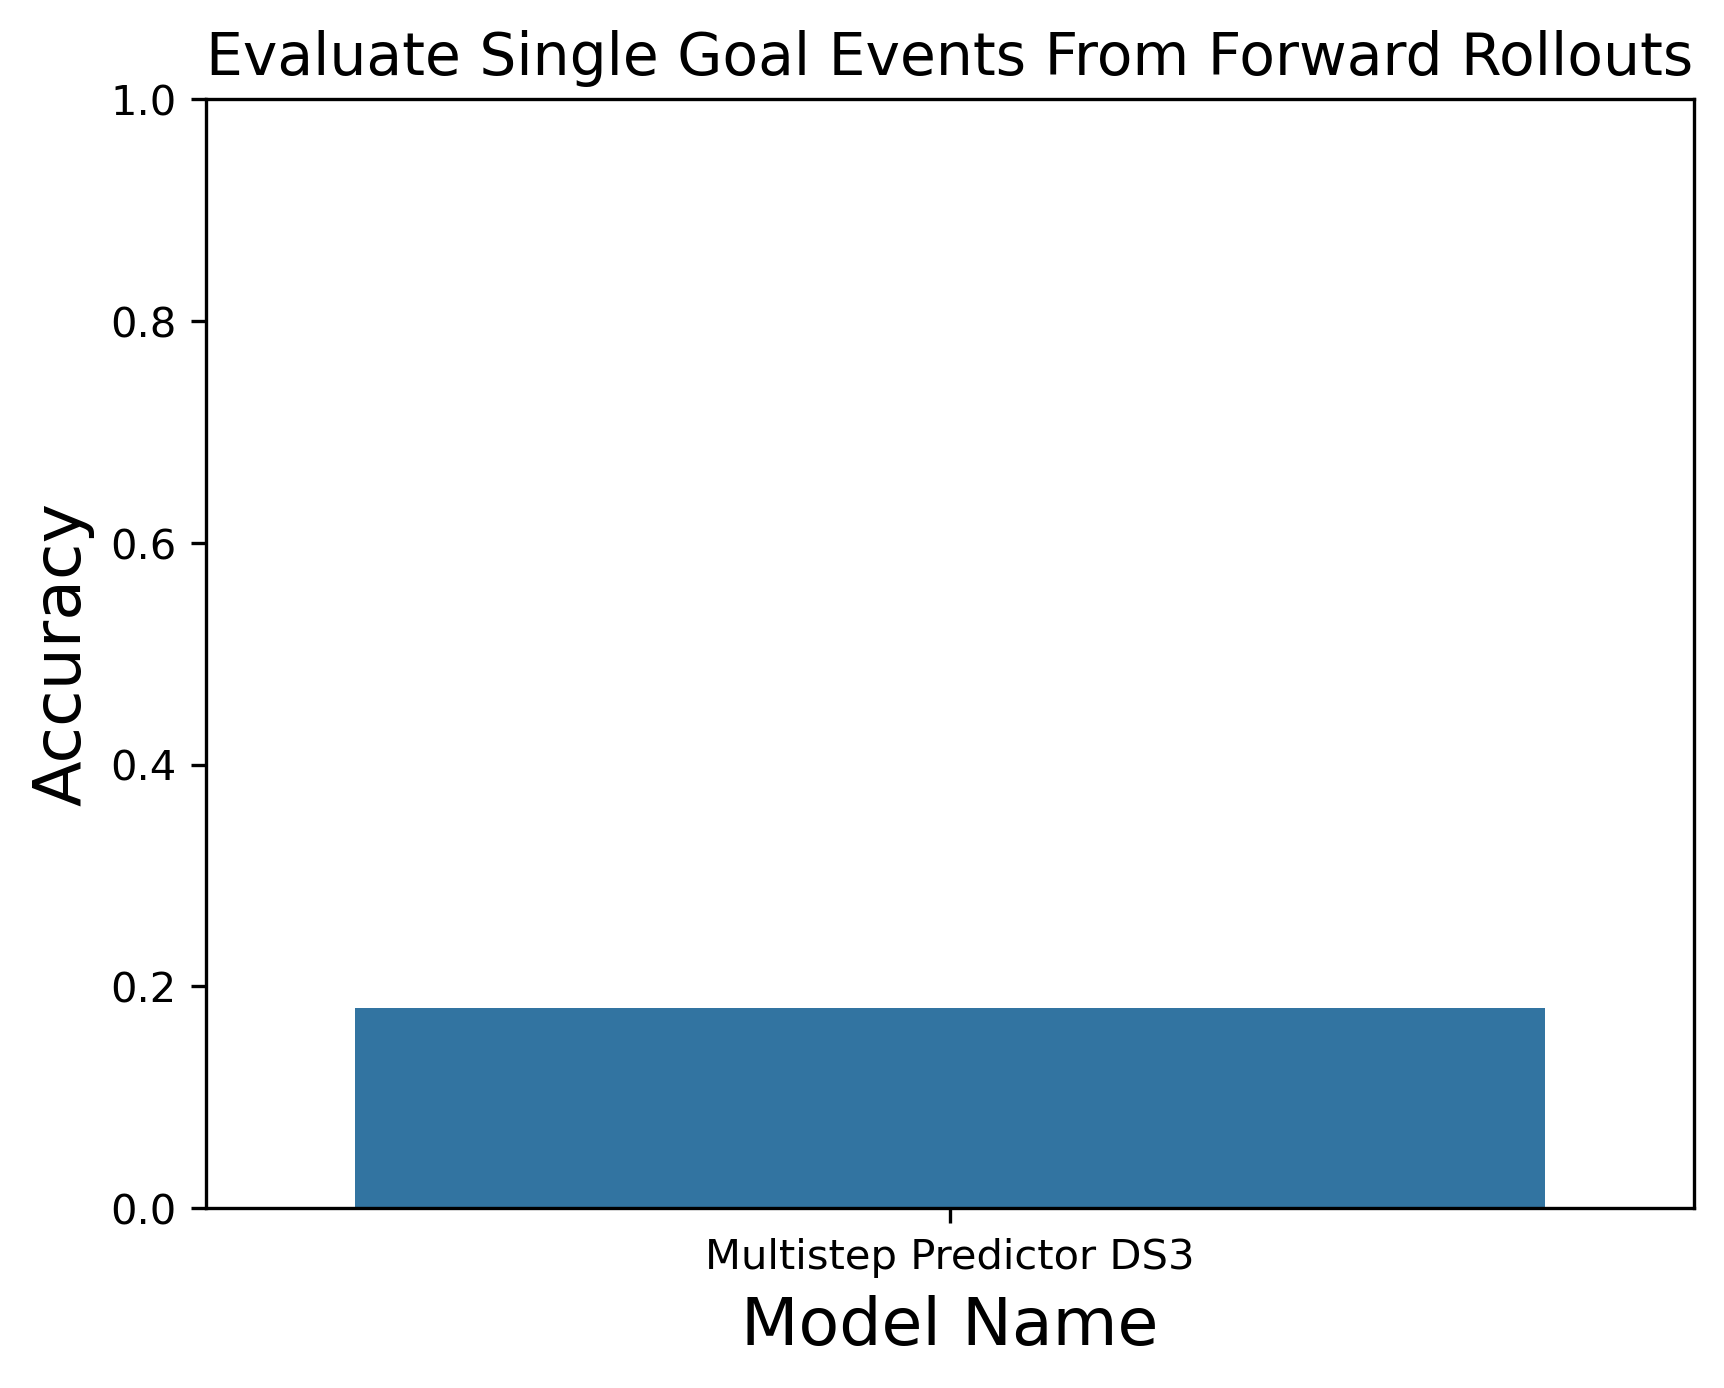 Evaluate Single Goal Events From Forward Rollouts
1.0
0.8
0.6
0.4
0.2
0.0
Accuracy
Multistep Predictor DS3
Model Name